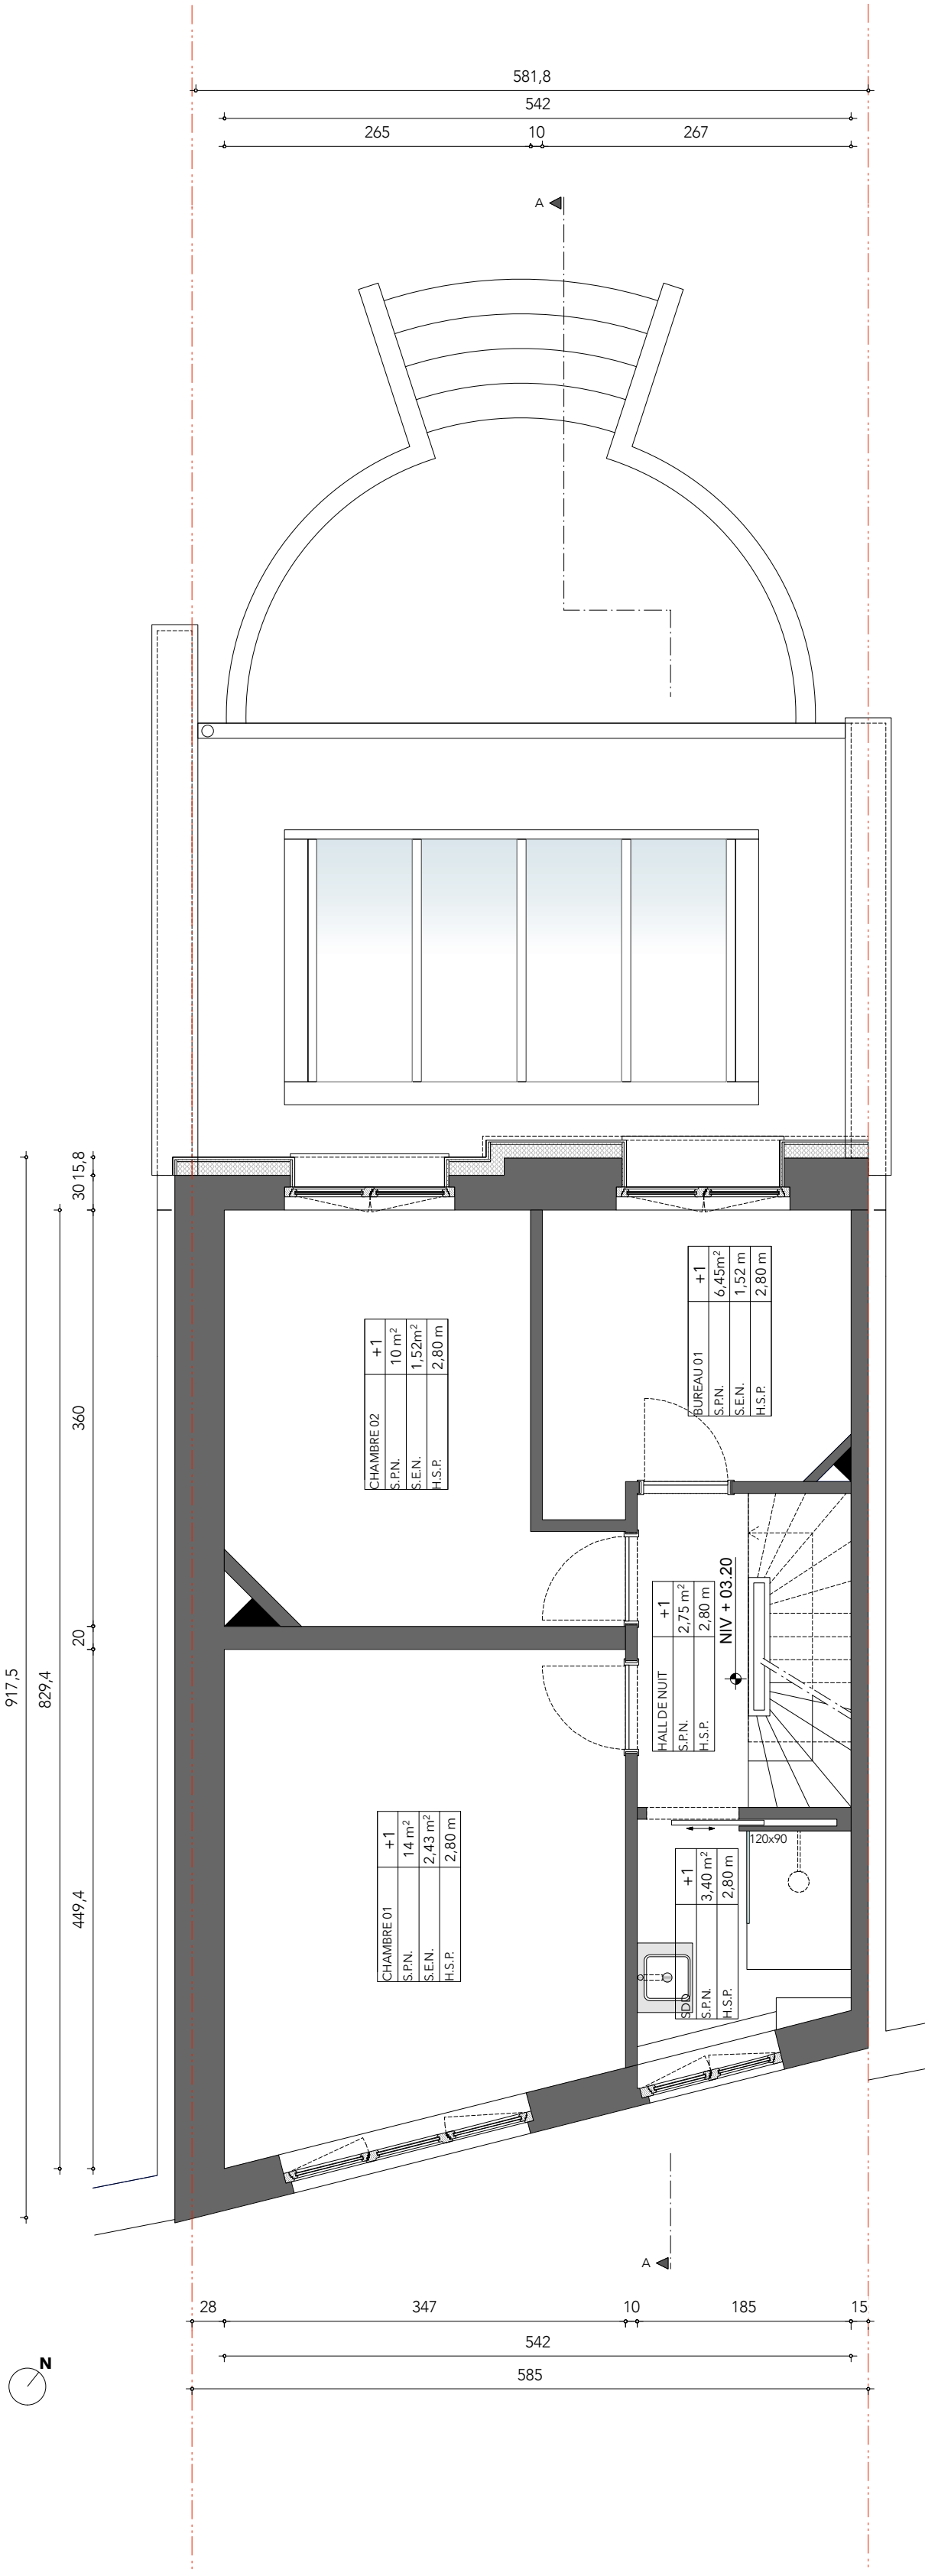 581,8
542
265 10 267
A
30 15,8
BUREAU 01 +1
S.P.N. 6,45m²
S.E.N. 1,52 m
H.S.P. 2,80 m
CHAMBRE 02 +1
S.P.N. 10 m²
S.E.N. 1,52m²
H.S.P. 2,80 m
360
HALL DE NUIT +1
S.P.N. 2,75 m²
H.S.P. 2,80 m
NIV + 03.20
20
917,5
829,4
CHAMBRE 01 +1
S.P.N. 14 m²
S.E.N. 2,43 m²
H.S.P. 2,80 m
120x90
SDD +1
S.P.N. 3,40 m²
H.S.P. 2,80 m
449,4
A
28 347 10 185 15
542
N
585